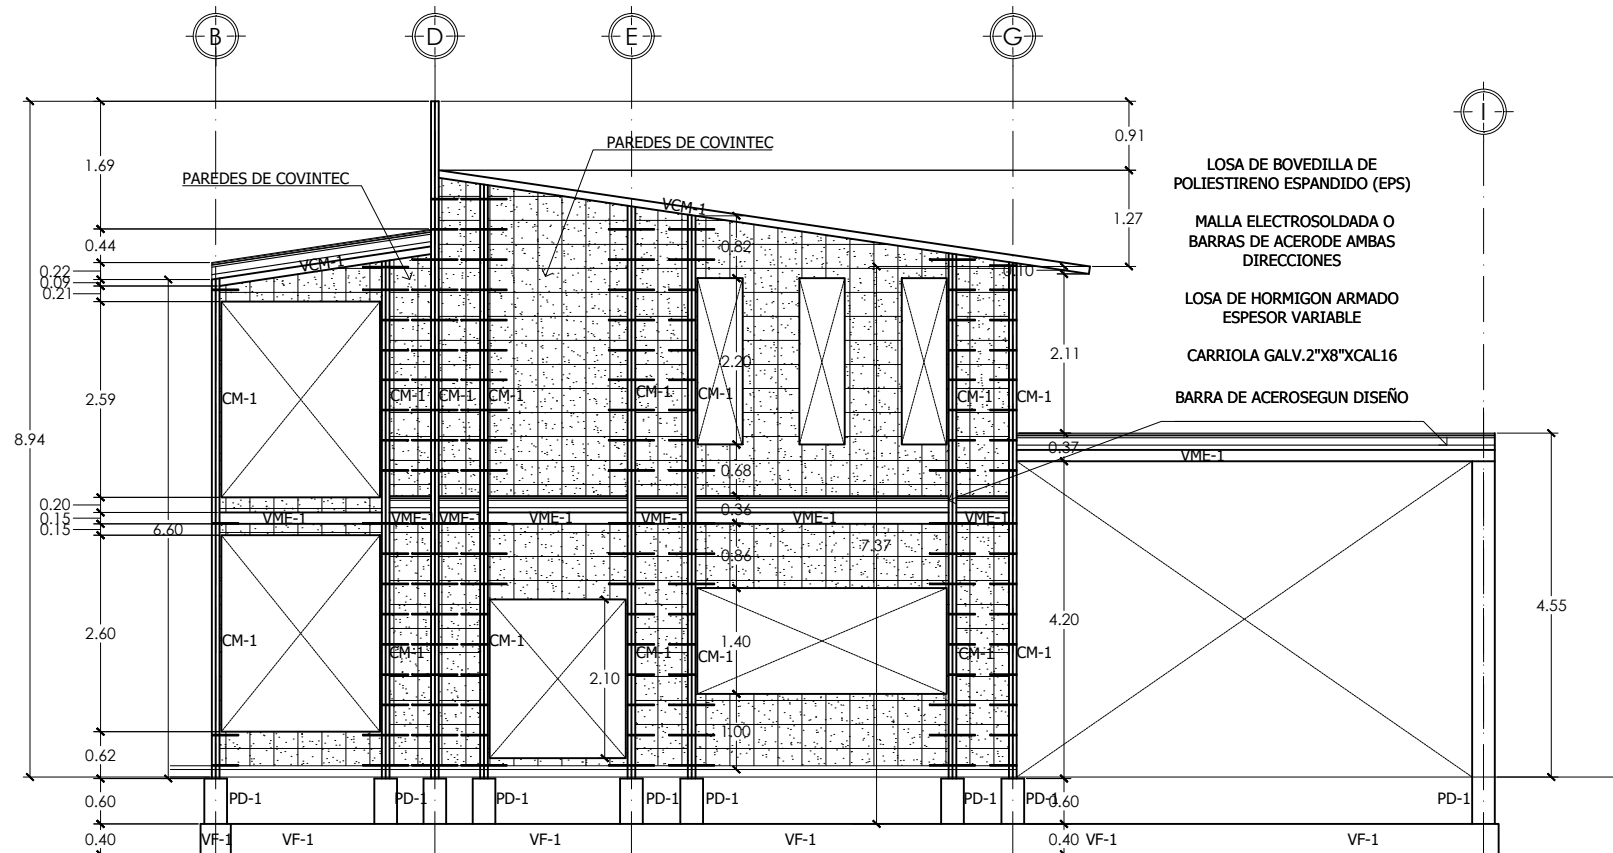 B
D
E
G
I
PAREDES DE COVINTEC
PAREDES DE COVINTEC
LOSA DE BOVEDILLA DE
POLIESTIRENO ESPANDIDO (EPS)
MALLA ELECTROSOLDADA O
BARRAS DE ACERODE AMBAS
DIRECCIONES
LOSA DE HORMIGON ARMADO
ESPESOR VARIABLE
CARRIOLA GALV.2"X8"XCAL16
BARRA DE ACEROSEGUN DISEÑO
1.69
0.44
0.22
0.09
0.21
2.59
8.94
0.20
0.15
0.15
6.60
2.60
0.62
0.60
0.40
0.91
1.27
VCM-1
VCM-1
0.82
0.10
2.20
2.11
CM-1
CM-1
CM-1
CM-1
CM-1
CM-1
CM-1
CM-1
0.68
0.37
VME-1
0.36
VME-1
VME-1
VME-1
VME-1
VME-1
VME-1
VME-1
0.86
7.37
4.55
4.20
1.40
2.10
1.00
CM-1
CM-1
CM-1
CM-1
CM-1
CM-1
CM-1
PD-1
PD-1
PD-1
PD-1
PD-1
PD-1
PD-1
0.60
PD-1
VF-1
VF-1
VF-1
VF-1
0.40
VF-1
VF-1